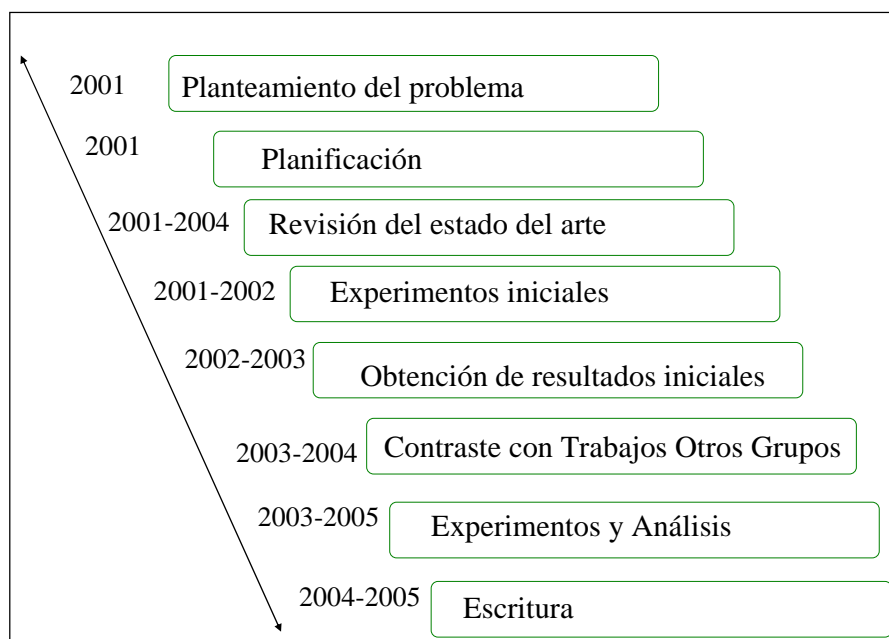 2001 Planteamiento del problema
2001 Planificación
2001-2004 Revisión del estado del arte
2001-2002 Experimentos iniciales
2002-2003 Obtención de resultados iniciales
2003-2004 Contraste con Trabajos Otros Grupos
2003-2005 Experimentos y Análisis
2004-2005 Escritura